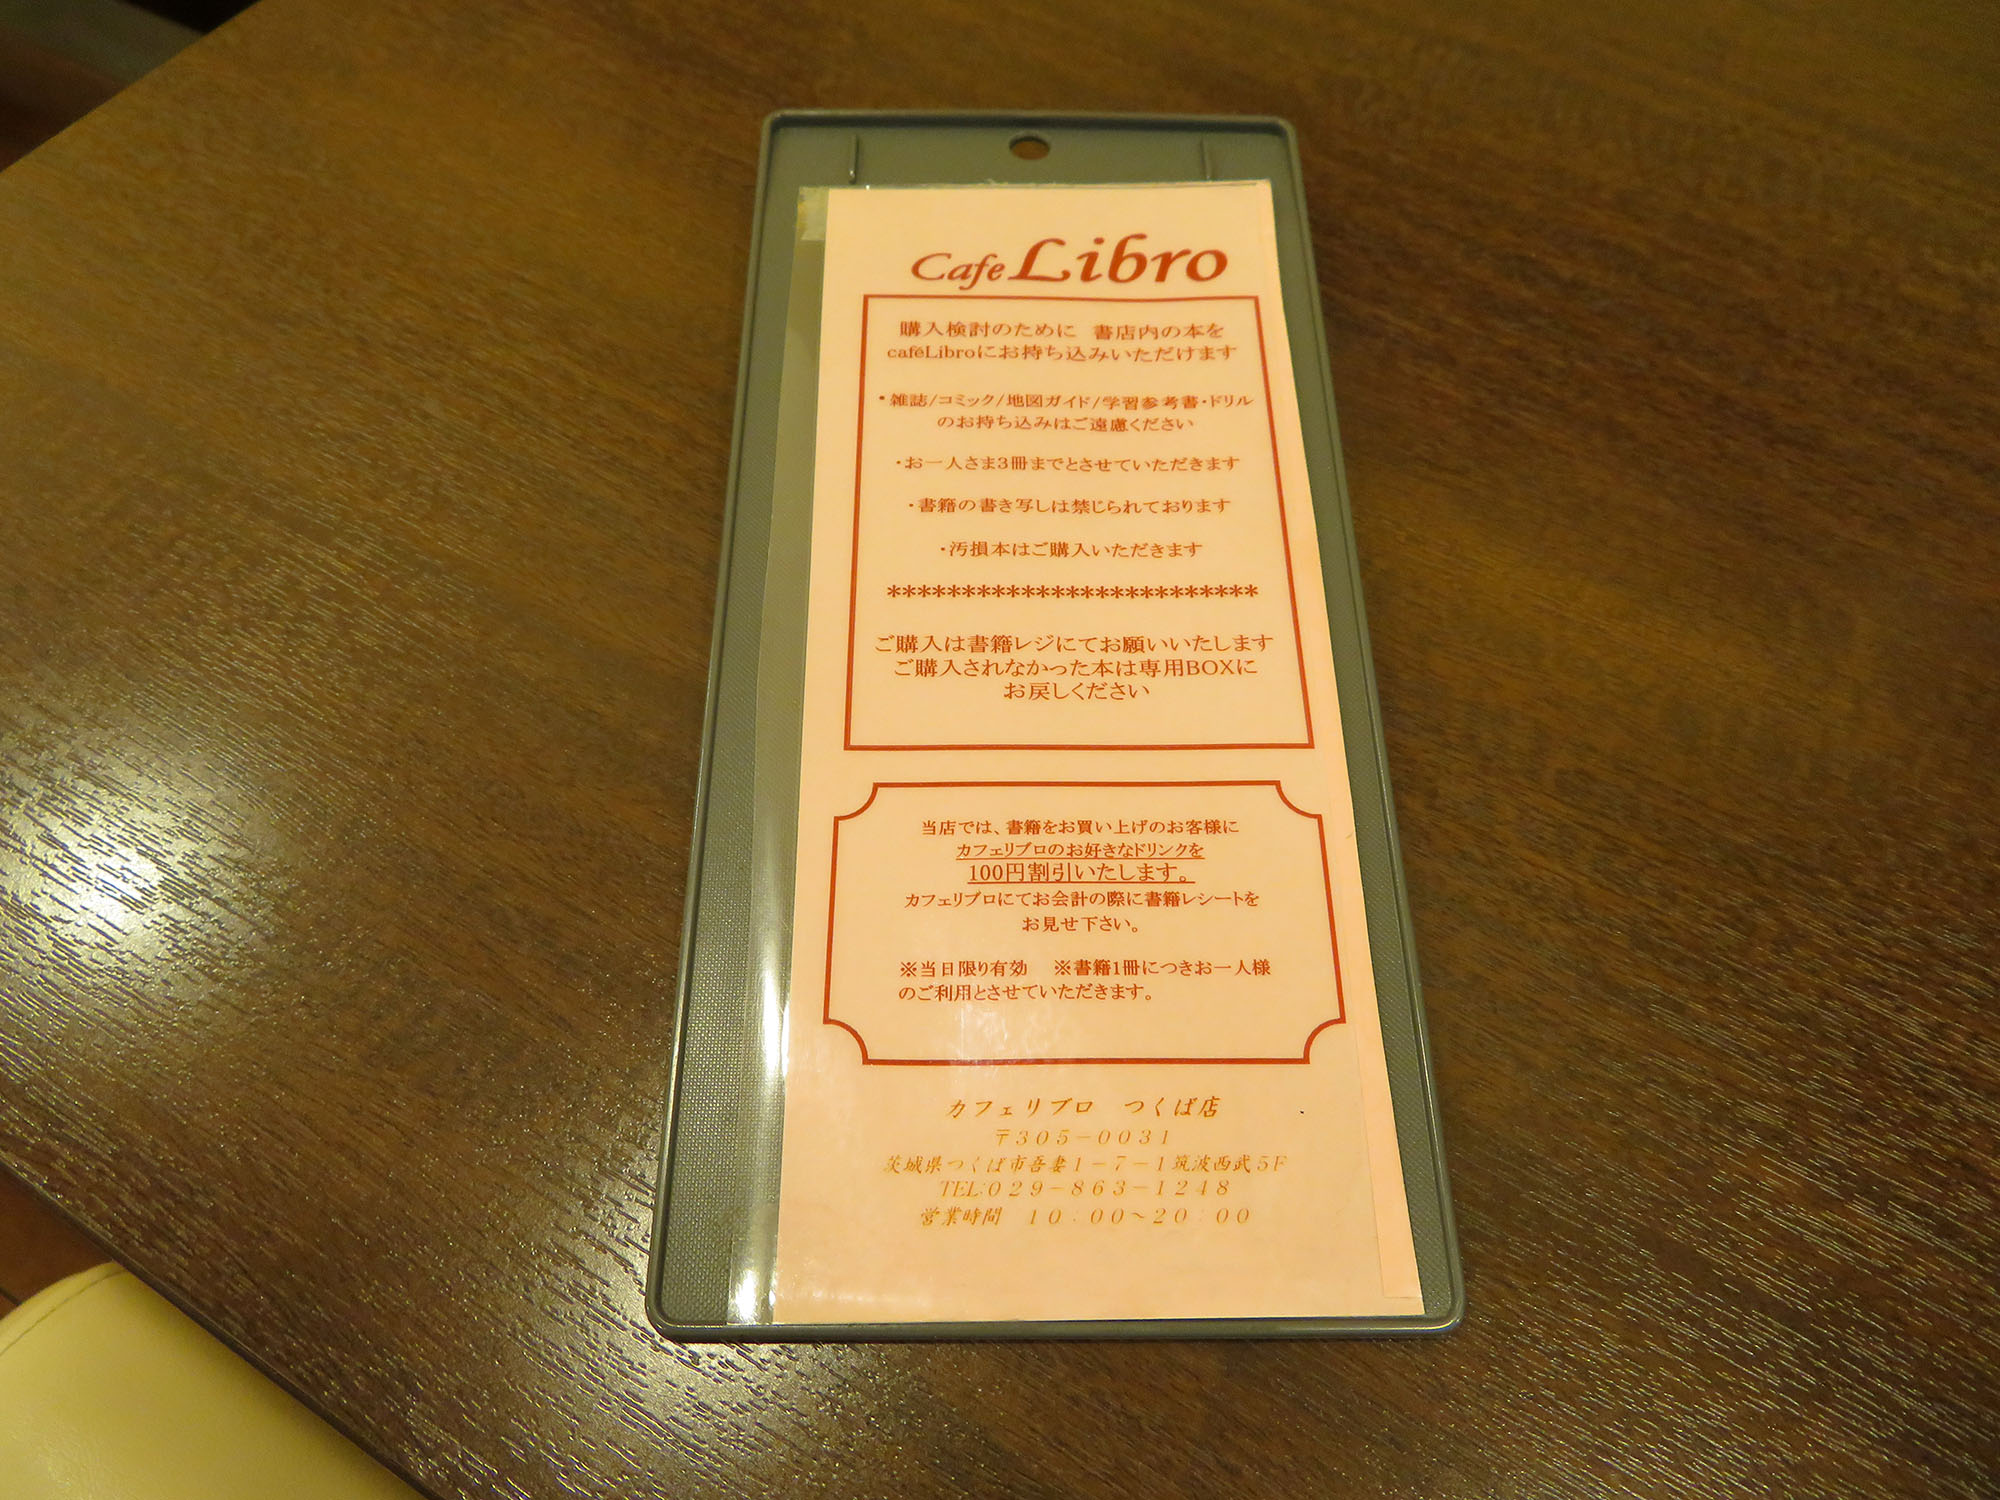 Cafe Libro
購入検討のために 書店内の本を
caféLibroにお持ち込みいただけます
・雑誌/コミック/地図ガイド/学習参考書・ドリル
のお持ち込みはご遠慮ください
・お一人さま3冊までとさせていただきます
・書籍の書き写しは禁じられております
・汚損本はご購入いただきます
*************************
ご購入は書籍レジにてお願いいたします
ご購入されなかった本は専用BOXに
お戻しください
当店では、書籍をお買い上げのお客様に
カフェリブロのお好きなドリンクを
100円割引いたします。
カフェリブロにてお会計の際に書籍レシートを
お見せ下さい。
※当日限り有効 ※書籍1冊につきお一人様
のご利用とさせていただきます。
カフェリブロ つくば店
〒305－0031
茨城県つくば市吾妻1－7－1筑波西武5F
TEL:029－863－1248
営業時間 10：00～20：00